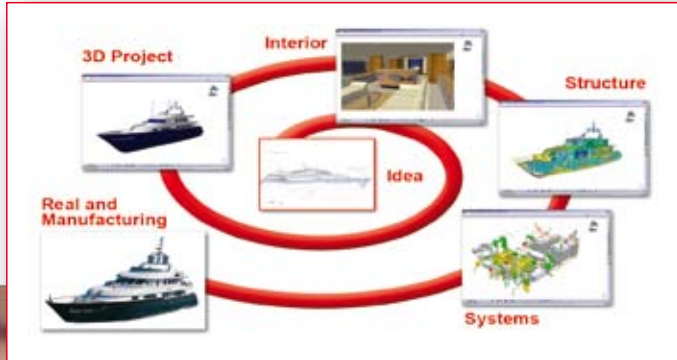 Interior
3D Project
Structure
Idea
Real and
Manufacturing
Systems